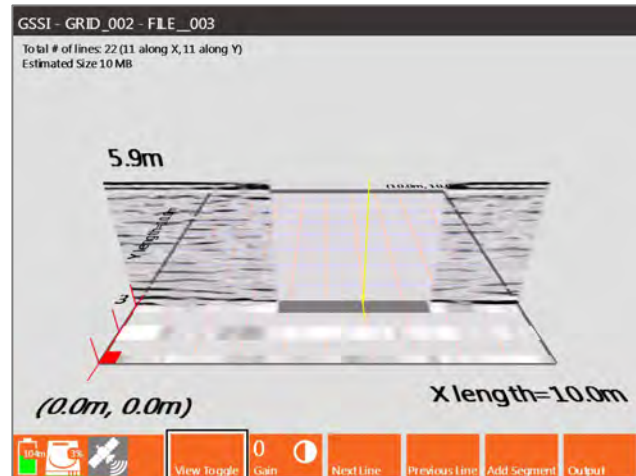 GSSI - GRID_002 - FILE__003
Total # of lines: 22 (11 along X, 11 along Y)
Estimated Size 10 MB
5.9m
3
(0.0m, 0.0m)
X length=10.0m
304m
3%
View Toggle
0
Gain
Next Line
Previous Line
Add Segment
Output